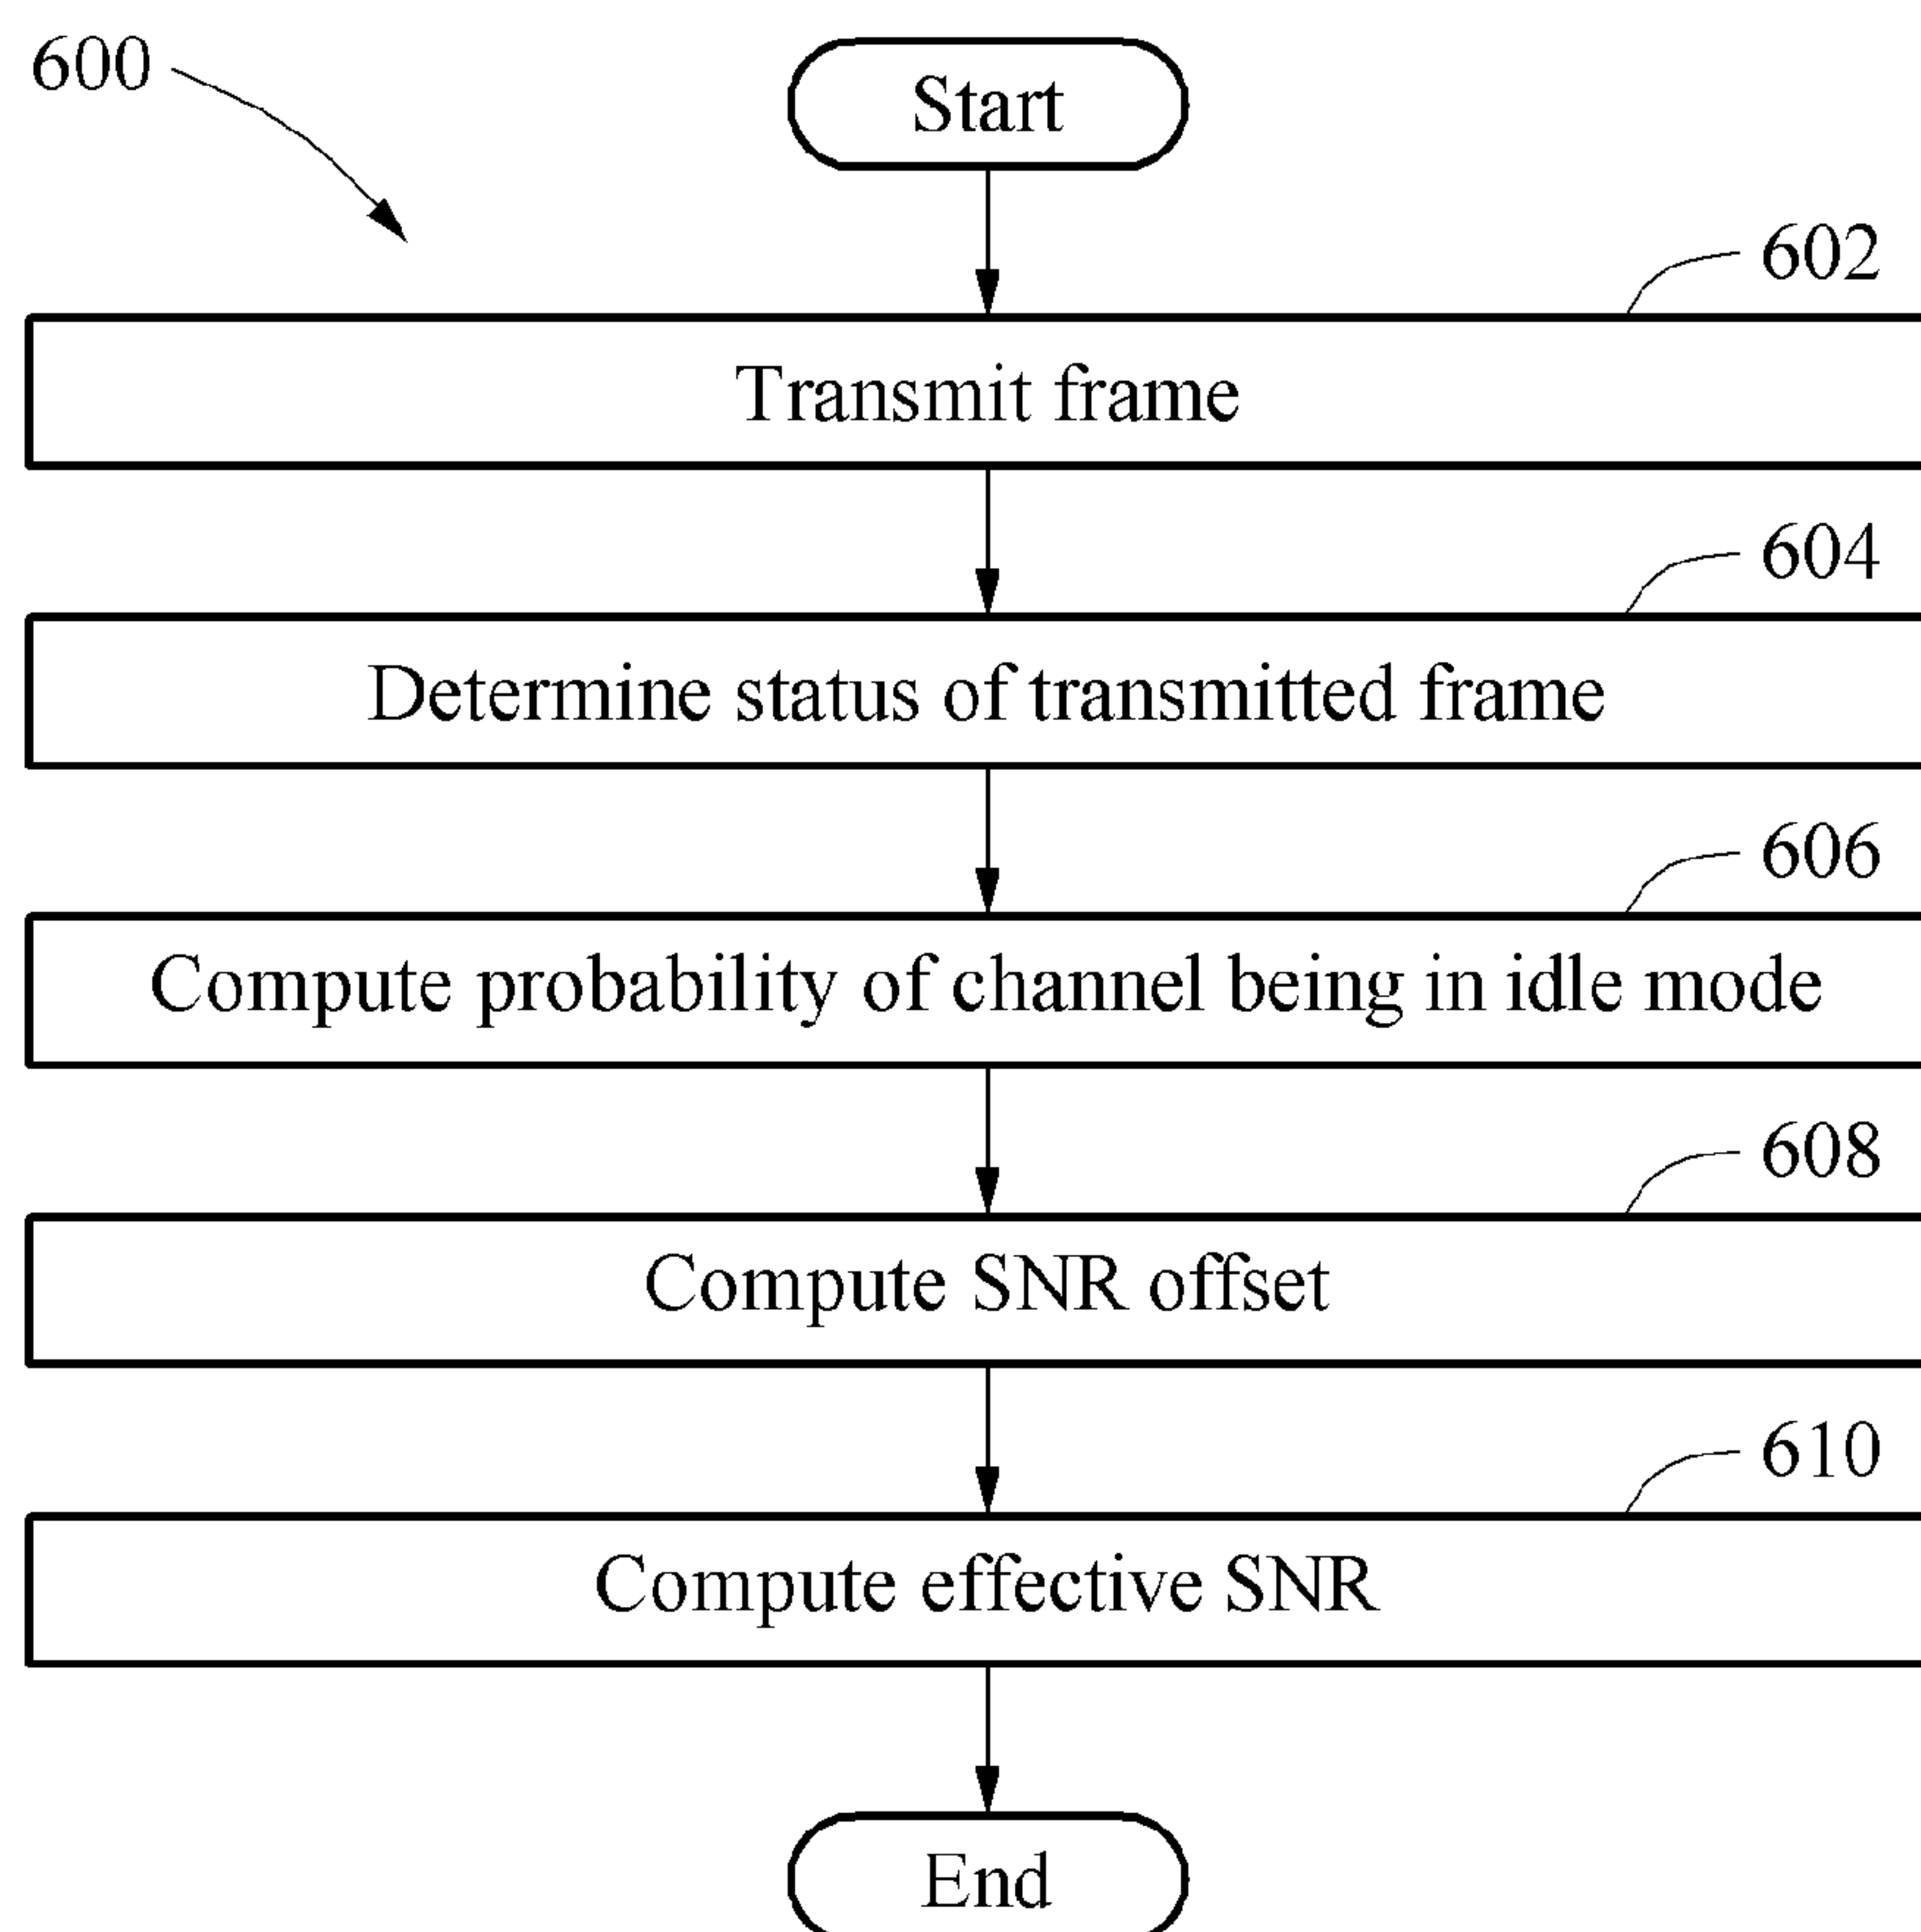 600
Start
602
Transmit frame
604
Determine status of transmitted frame
606
Compute probability of channel being in idle mode
608
Compute SNR offset
610
Compute effective SNR
End